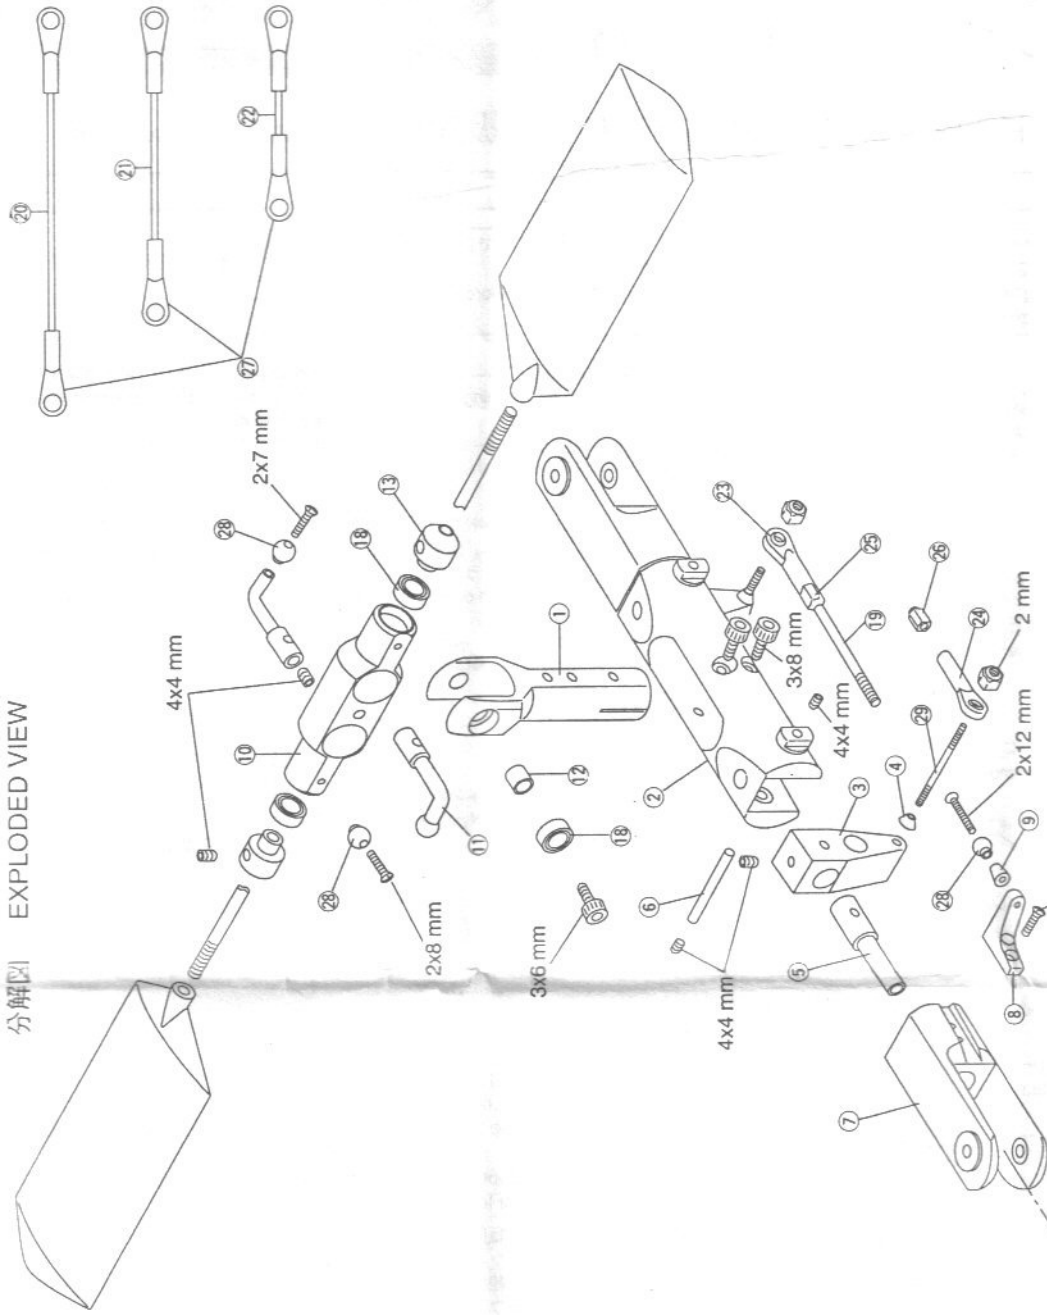 分解図 EXPLODED VIEW
⑳
㉑
4x4 mm
㉘
⑩
㉗
㉒
2x7 mm
㉘
⑱
⑬
2x8 mm
⑪
3x6 mm
①
⑫
⑱
⑥
②
㉓
4x4 mm
3x8 mm
⑤
4x4 mm
⑦
③
㉕
⑲
④
㉙
㉘
㉖
㉔
⑧
2x12 mm
2 mm
⑨